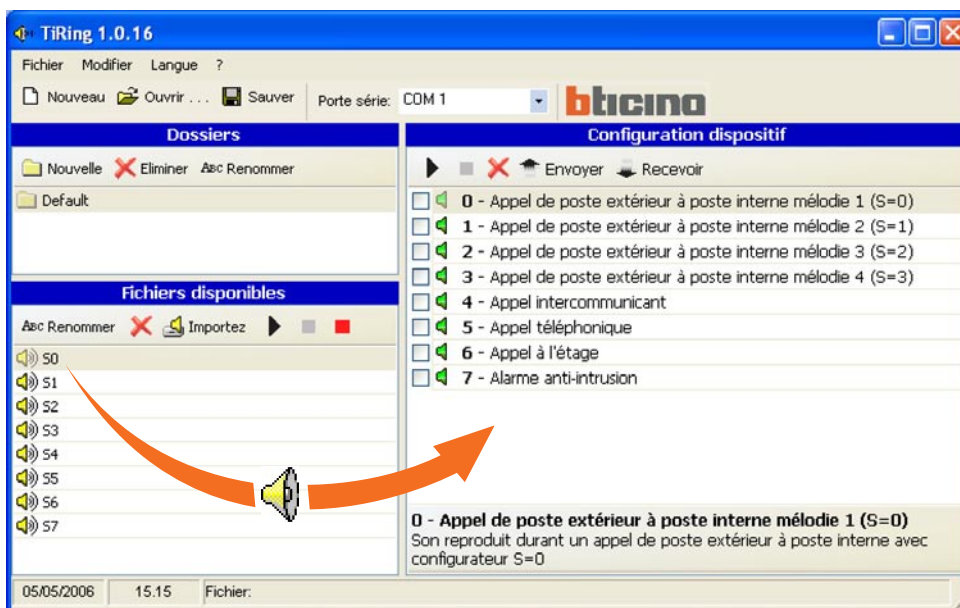 TiRing 1.0.16
Fichier Modifier Langue ?
Nouveau Ouvrir ... Sauver Porte série: COM 1 bticino
Dossiers
Nouvelle Eliminer ABC Renommer
Default
Fichiers disponibles
ABC Renommer Importez
S0
S1
S2
S3
S4
S5
S6
S7
Configuration dispositif
Envoyer Recevoir
0 - Appel de poste extérieur à poste interne mélodie 1 (S=0)
1 - Appel de poste extérieur à poste interne mélodie 2 (S=1)
2 - Appel de poste extérieur à poste interne mélodie 3 (S=2)
3 - Appel de poste extérieur à poste interne mélodie 4 (S=3)
4 - Appel intercommunicant
5 - Appel téléphonique
6 - Appel à l'étage
7 - Alarme anti-intrusion
0 - Appel de poste extérieur à poste interne mélodie 1 (S=0)
Son reproduit durant un appel de poste extérieur à poste interne avec
configurateur S=0
05/05/2006 15.15 Fichier: